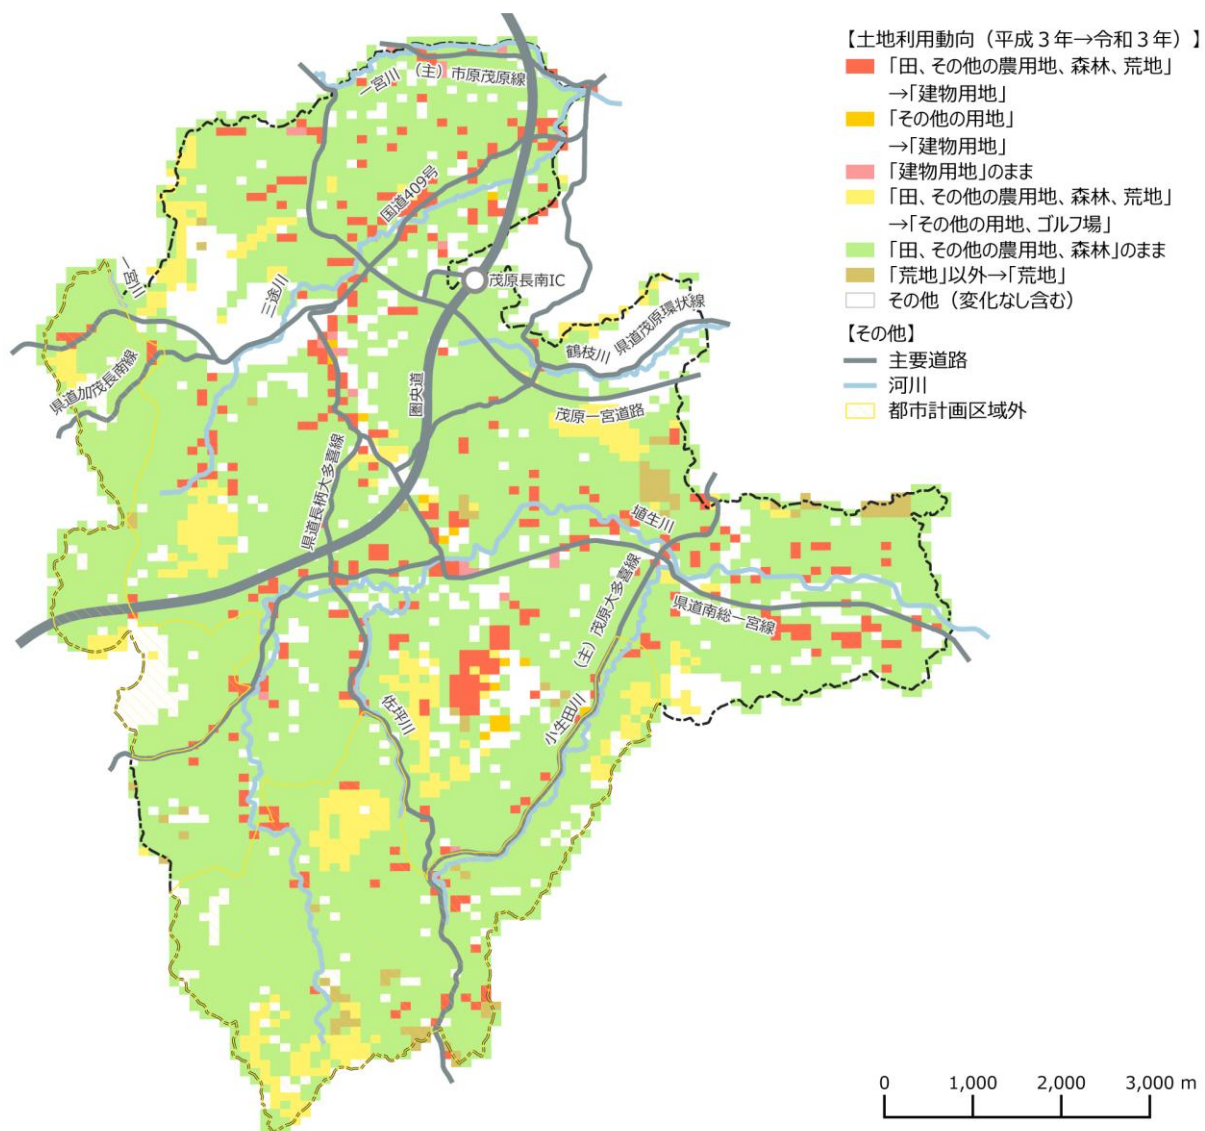 【土地利用動向（平成３年→令和３年）】
「田、その他の農用地、森林、荒地」
→「建物用地」
「その他の用地」
→「建物用地」
「建物用地」のまま
「田、その他の農用地、森林、荒地」
→「その他の用地、ゴルフ場」
「田、その他の農用地、森林」のまま
「荒地」以外→「荒地」
その他（変化なし含む）
【その他】
主要道路
河川
都市計画区域外
一宮川
（主）市原茂原線
国道409号
一宮川
三途川
茂原長南IC
県道茂原環状線
鶴枝川
県道加茂長南線
圏央道
茂原一宮道路
県道長柄大多喜線
埴生川
（主）茂原大多喜線
県道南総一宮線
佐坪川
小生田川
0 1,000 2,000 3,000 m